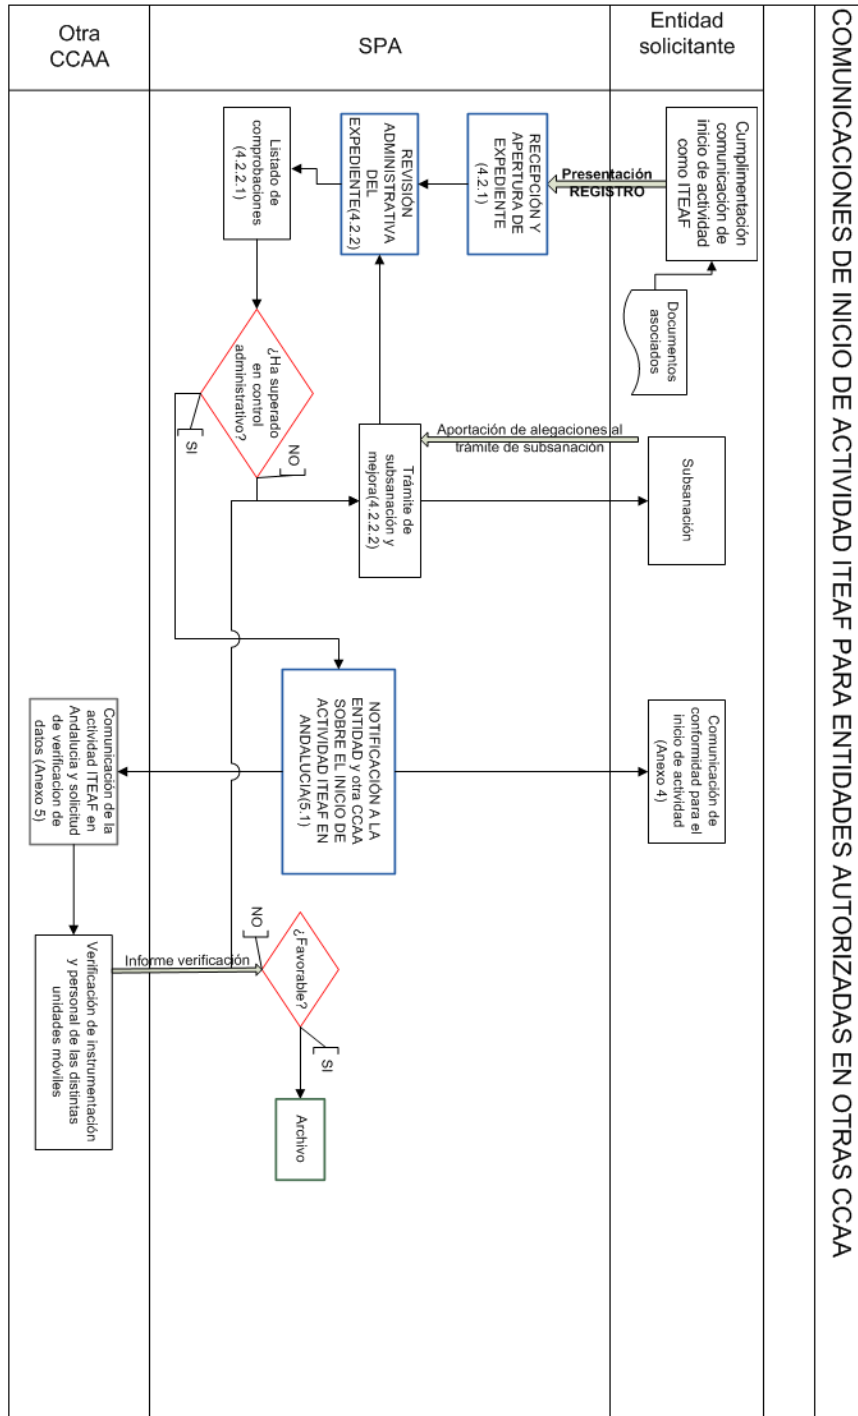 COMUNICACIONES DE INICIO DE ACTIVIDAD ITEAF PARA ENTIDADES AUTORIZADAS EN OTRAS CCAA
Entidad
solicitante
SPA
Otra
CCAA
Cumplimentación
comunicación de
inicio de actividad
como ITEAF
Documentos
asociados
Presentación
REGISTRO
RECEPCIÓN Y
APERTURA DE
EXPEDIENTE
(4.2.1)
REVISIÓN
ADMINISTRATIVA
DEL
EXPEDIENTE(4.2.2)
Listado de
comprobaciones
(4.2.2.1)
¿Ha superado
en control
administrativo?
NO
SI
Trámite de
subsanación y
mejora(4.2.2.2)
Aportación de alegaciones al
trámite de subsanación
Subsanación
NOTIFICACIÓN A LA
ENTIDAD y otra CCAA
SOBRE EL INICIO DE
ACTIVIDAD ITEAF EN
ANDALUCIA(5.1)
Comunicación de
conformidad para el
inicio de actividad
(Anexo 4)
Comunicación de la
actividad ITEAF en
Andalucia y solicitud
de verificacion de
datos (Anexo 5)
Verificación de instrumentación
y personal de las distintas
unidades móviles
Informe verificación
¿Favorable?
NO
SI
Archivo